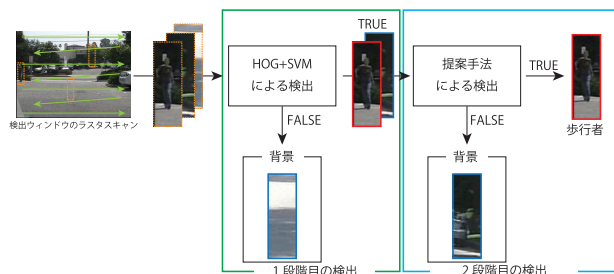 検出ウィンドウのラスタスキャン
HOG+SVM
による検出
TRUE
FALSE
背景
1段階目の検出
提案手法
による検出
TRUE
FALSE
背景
2段階目の検出
歩行者